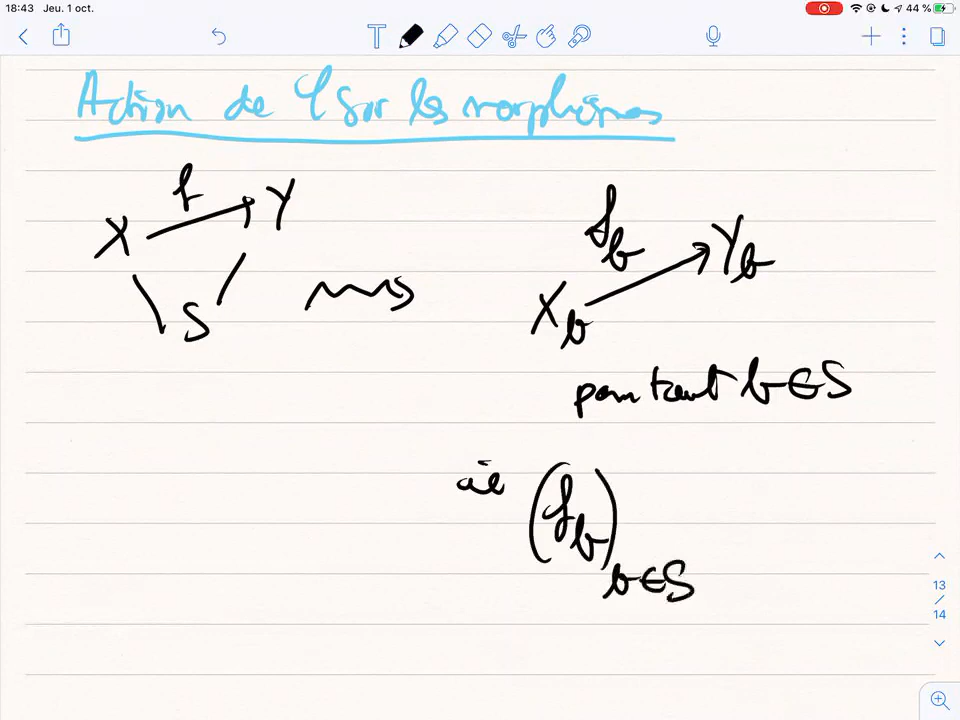 18:43 Jeu. 1 oct. 44 %
Action de φ sur les morphismes
X f Y
S
f_b
X_b Y_b
pour tout b ∈ S
ie (f_b)_{b∈S}
13
/
14